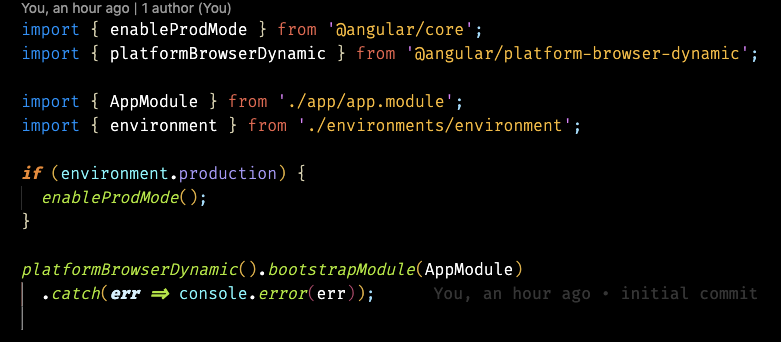 You, an hour ago | 1 author (You)
import { enableProdMode } from '@angular/core';
import { platformBrowserDynamic } from '@angular/platform-browser-dynamic';
import { AppModule } from './app/app.module';
import { environment } from './environments/environment';
if (environment.production) {
enableProdMode();
}
platformBrowserDynamic().bootstrapModule(AppModule)
.catch(err => console.error(err)); You, an hour ago • initial commit